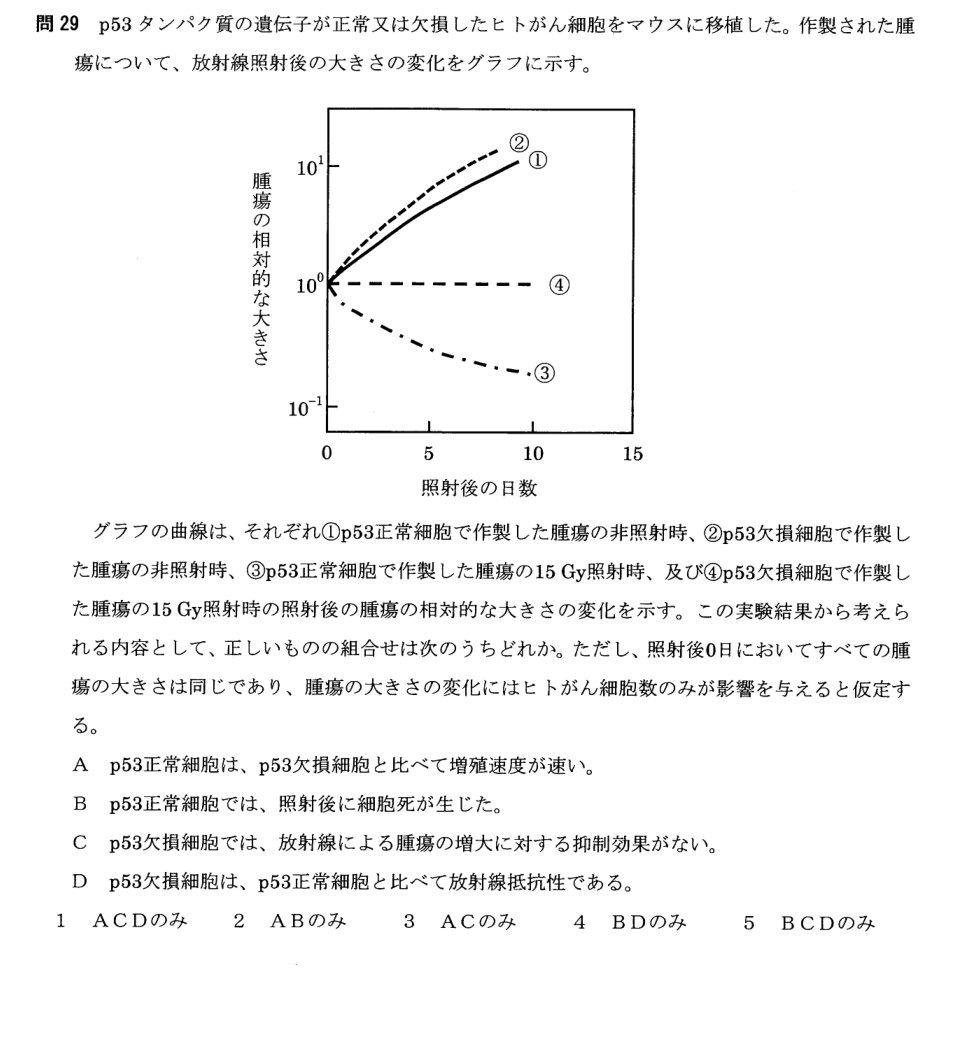 問 29　p53 タンパク質の遺伝子が正常又は欠損したヒトがん細胞をマウスに移植した。作製された腫
瘍について、放射線照射後の大きさの変化をグラフに示す。
腫瘍の相対的な大きさ
10¹
10⁰
10⁻¹
②
①
④
③
0　5　10　15
照射後の日数
グラフの曲線は、それぞれ①p53正常細胞で作製した腫瘍の非照射時、②p53欠損細胞で作製し
た腫瘍の非照射時、③p53正常細胞で作製した腫瘍の15 Gy照射時、及び④p53欠損細胞で作製し
た腫瘍の15 Gy照射時の照射後の腫瘍の相対的な大きさの変化を示す。この実験結果から考えら
れる内容として、正しいものの組合せは次のうちどれか。ただし、照射後0日においてすべての腫
瘍の大きさは同じであり、腫瘍の大きさの変化にはヒトがん細胞数のみが影響を与えると仮定す
る。
A　p53正常細胞は、p53欠損細胞と比べて増殖速度が速い。
B　p53正常細胞では、照射後に細胞死が生じた。
C　p53欠損細胞では、放射線による腫瘍の増大に対する抑制効果がない。
D　p53欠損細胞は、p53正常細胞と比べて放射線抵抗性である。
1　ACDのみ　2　ABのみ　3　ACのみ　4　BDのみ　5　BCDのみ